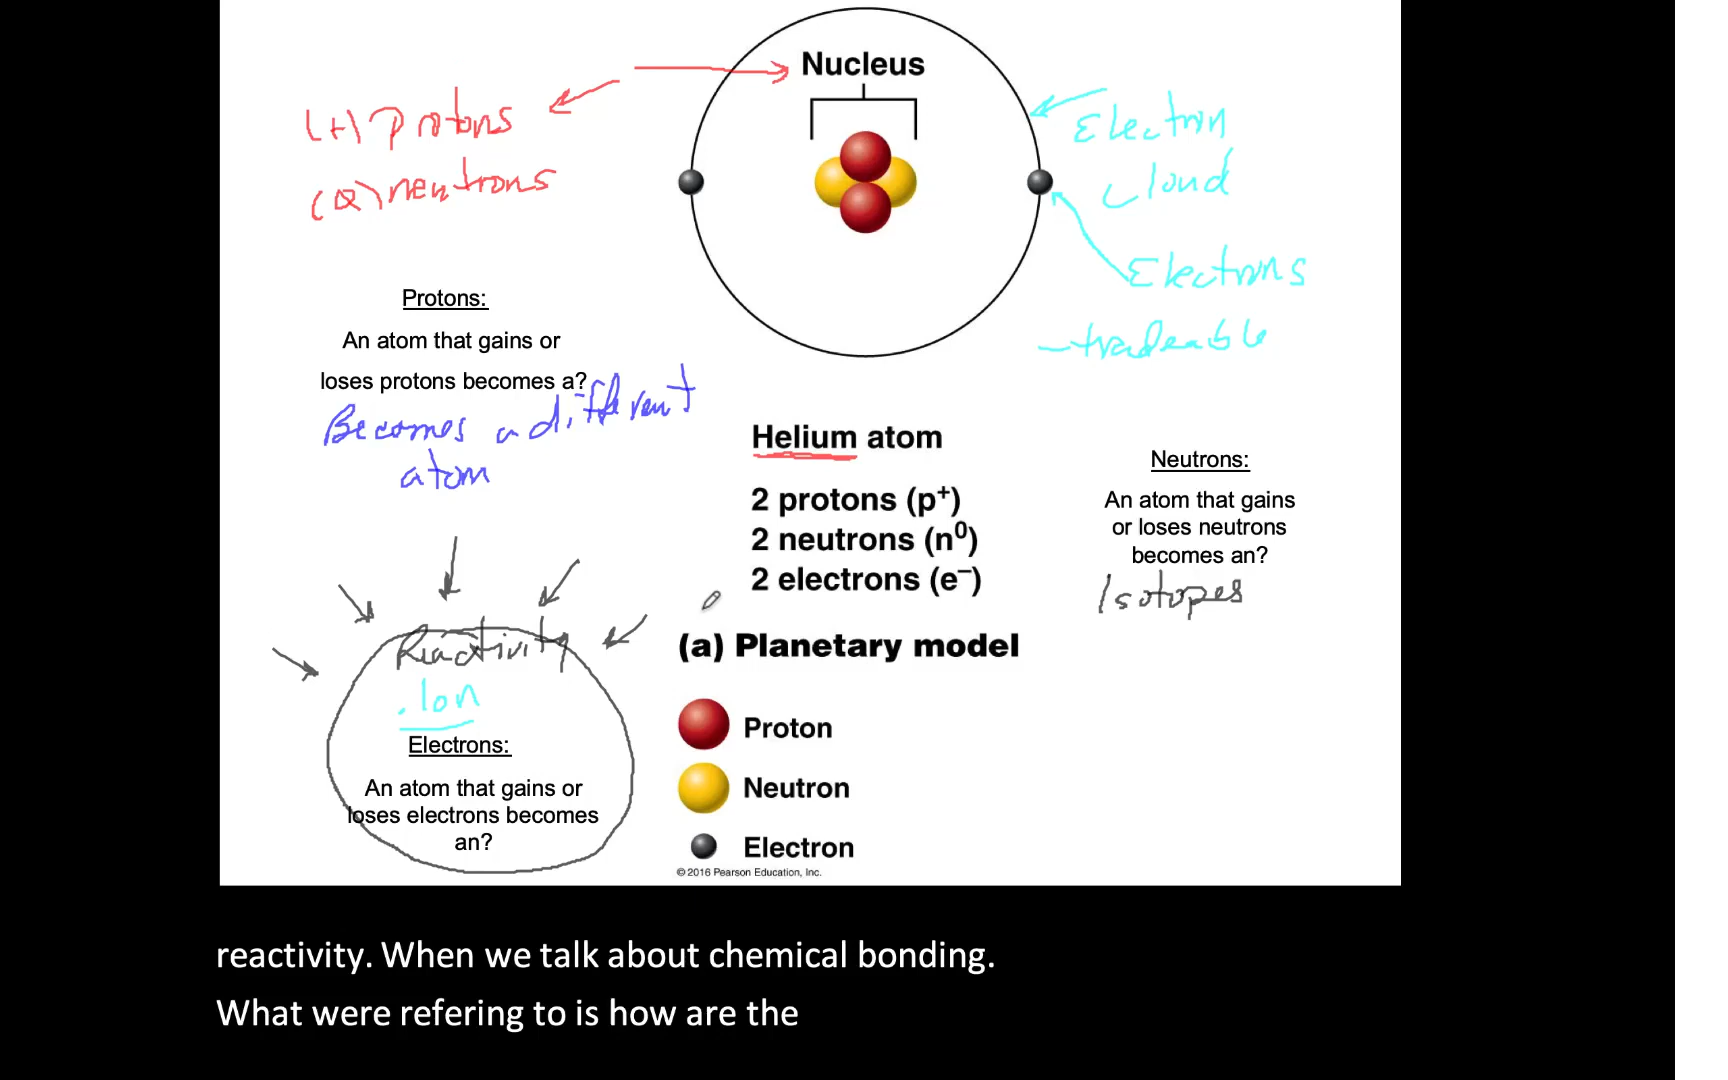 Nucleus
(+) Protons
neutrons
Electron
cloud
Electrons
- tradeable
Protons:
An atom that gains or
loses protons becomes a?
Becomes a different
atom
Helium atom
2 protons (p⁺)
2 neutrons (n⁰)
2 electrons (e⁻)
Neutrons:
An atom that gains
or loses neutrons
becomes an?
Isotopes
Reactivity
. Ion
Electrons:
An atom that gains or
loses electrons becomes
an?
(a) Planetary model
Proton
Neutron
Electron
© 2016 Pearson Education, Inc.
reactivity. When we talk about chemical bonding.
What were refering to is how are the